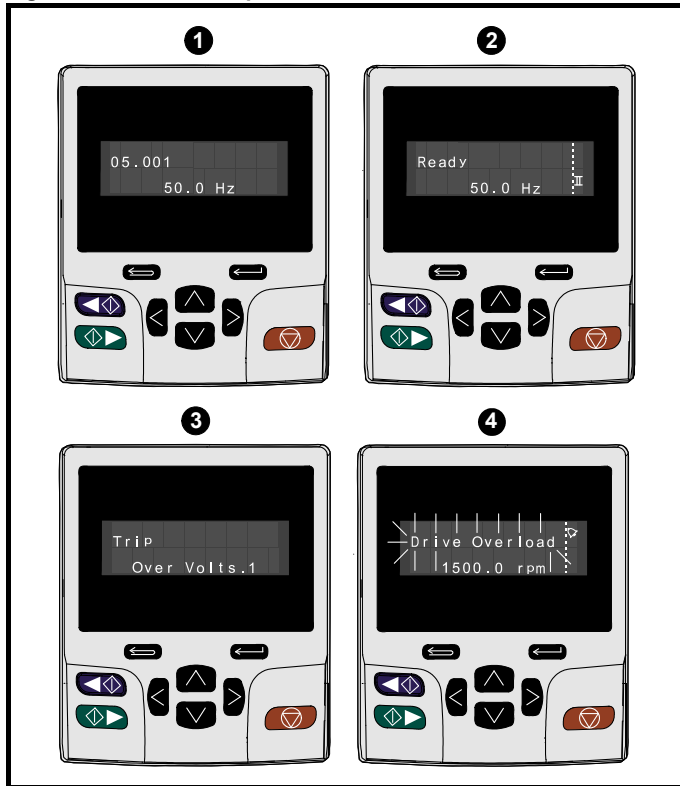 1
2
05.001
50.0 Hz
Ready
50.0 Hz
II
3
4
Trip
Over Volts.1
Drive Overload
1500.0 rpm